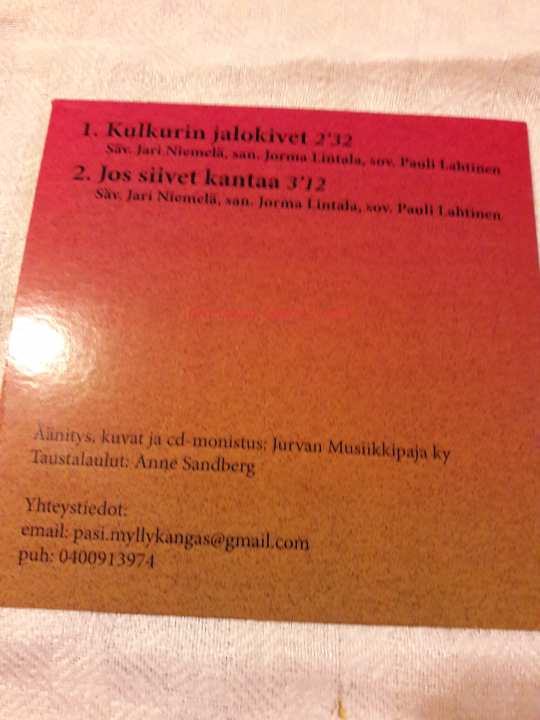 1. Kulkurin jalokivet 2'32
Säv. Jari Niemelä, san. Jorma Lintala, sov. Pauli Lahtinen
2. Jos siivet kantaa 3'12
Säv. Jari Niemelä, san. Jorma Lintala, sov. Pauli Lahtinen
Äänitys, kuvat ja cd-monistus: Jurvan Musiikkipaja ky
Taustalaulut: Anne Sandberg
Yhteystiedot:
email: pasi.myllykangas@gmail.com
puh: 0400913974